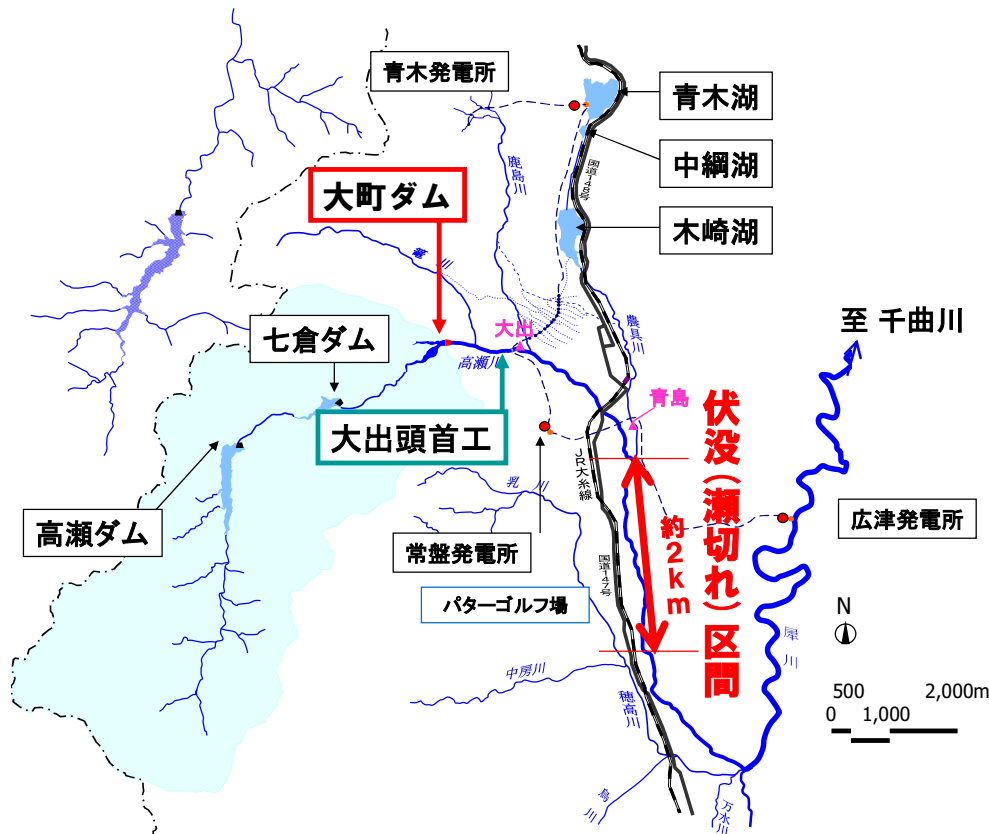 青木発電所
青木湖
中綱湖
国道148号
鹿島川
大町ダム
木崎湖
籠川
至 千曲川
農具川
大出
七倉ダム
高瀬川
青島
大出頭首工
伏没(瀬切れ)区間
JR大糸線
乳川
高瀬ダム
約2km
広津発電所
常盤発電所
国道147号
パターゴルフ場
N
犀川
中房川
穂高川
500 2,000m
0 1,000
烏川
万水川